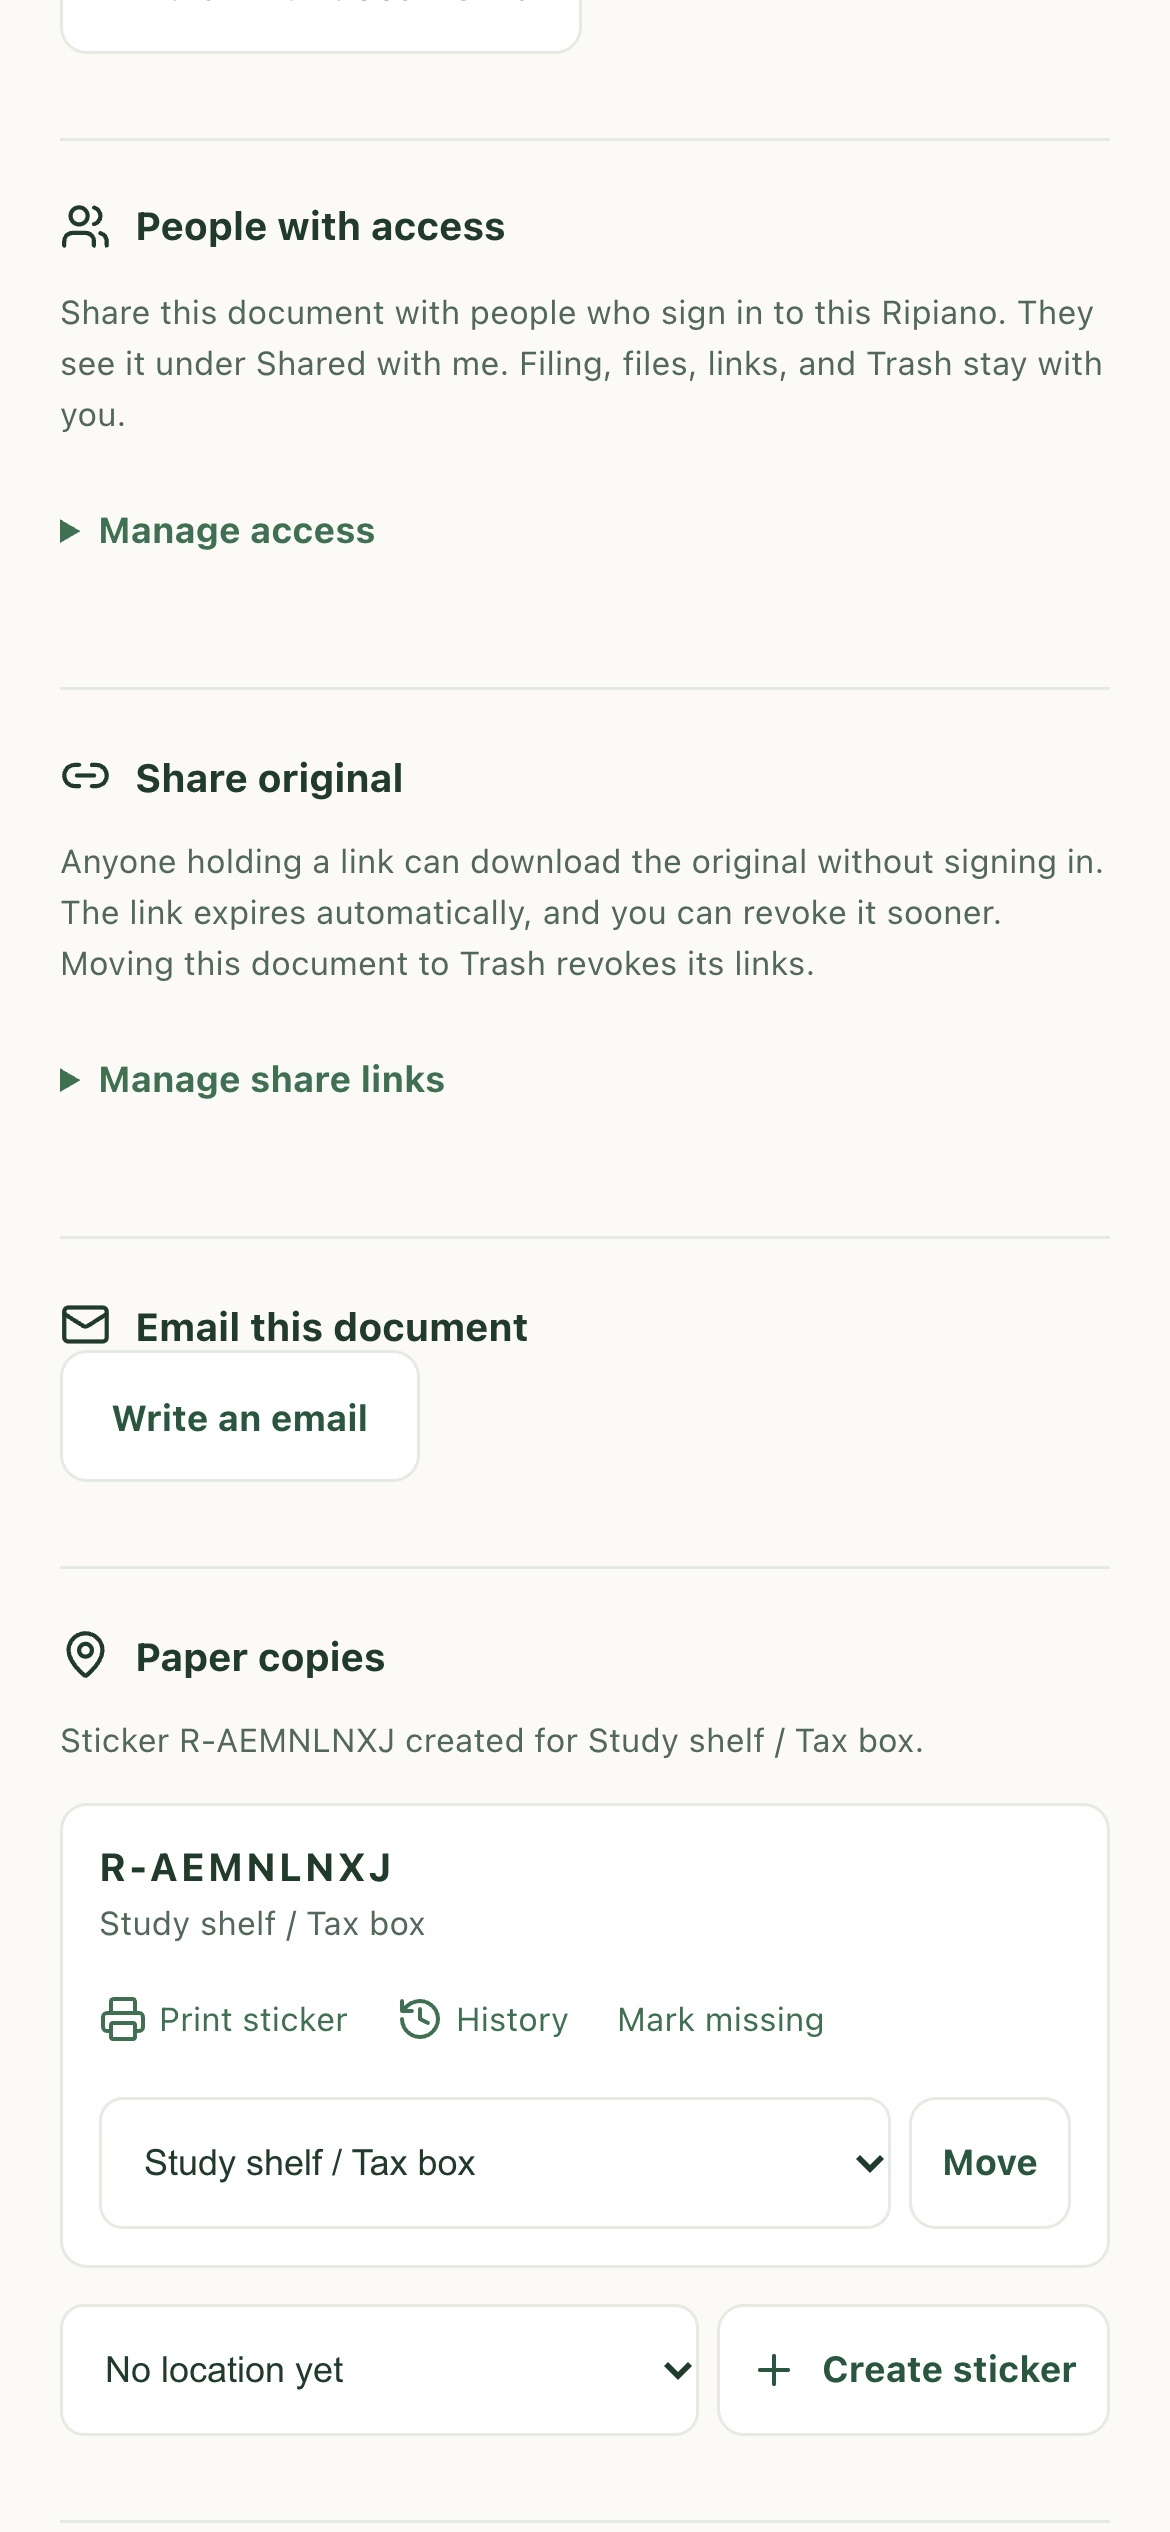 People with access
Share this document with people who sign in to this Ripiano. They
see it under Shared with me. Filing, files, links, and Trash stay with
you.
Manage access
Share original
Anyone holding a link can download the original without signing in.
The link expires automatically, and you can revoke it sooner.
Moving this document to Trash revokes its links.
Manage share links
Email this document
Write an email
Paper copies
Sticker R-AEMNLNXJ created for Study shelf / Tax box.
R-AEMNLNXJ
Study shelf / Tax box
Print sticker History Mark missing
Study shelf / Tax box Move
No location yet Create sticker